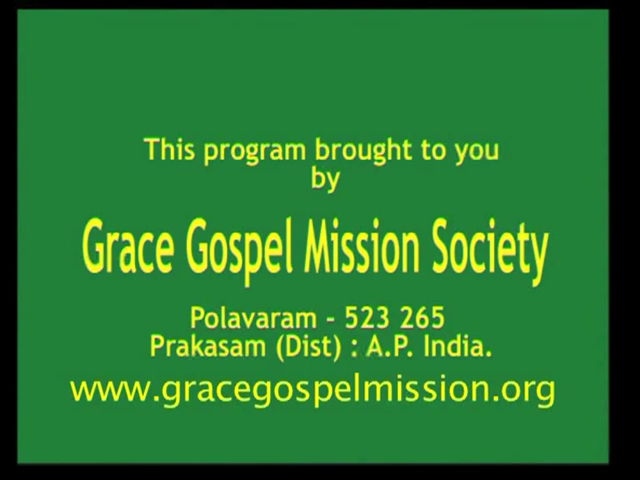 This program brought to you
by
Grace Gospel Mission Society
Polavaram - 523 265
Prakasam (Dist) : A.P. India.
www.gracegospelmission.org